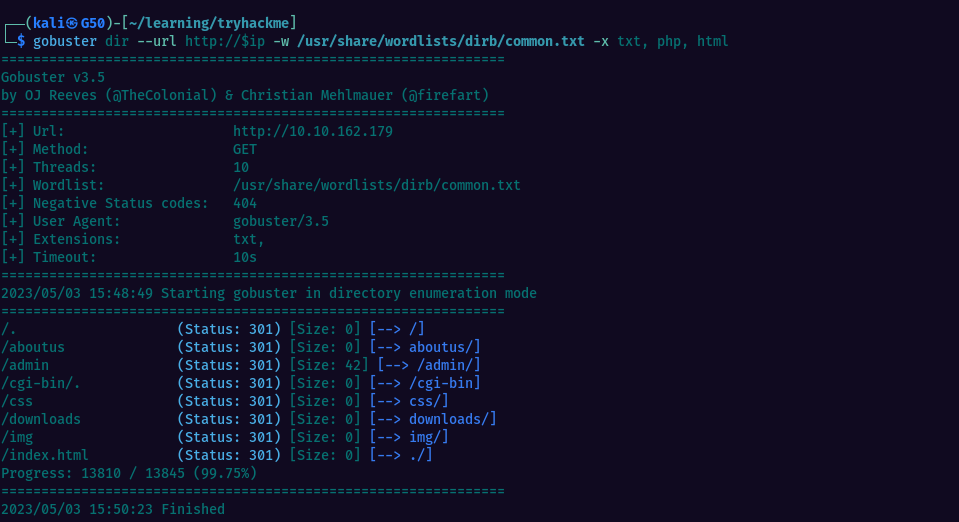 ┌──(kali㉿G50)-[~/learning/tryhackme]
└─$ gobuster dir --url http://$ip -w /usr/share/wordlists/dirb/common.txt -x txt, php, html
===============================================================
Gobuster v3.5
by OJ Reeves (@TheColonial) & Christian Mehlmauer (@firefart)
===============================================================
[+] Url:                     http://10.10.162.179
[+] Method:                  GET
[+] Threads:                 10
[+] Wordlist:                /usr/share/wordlists/dirb/common.txt
[+] Negative Status codes:   404
[+] User Agent:              gobuster/3.5
[+] Extensions:              txt,
[+] Timeout:                 10s
===============================================================
2023/05/03 15:48:49 Starting gobuster in directory enumeration mode
===============================================================
/.                    (Status: 301) [Size: 0] [--> /]
/aboutus              (Status: 301) [Size: 0] [--> aboutus/]
/admin                (Status: 301) [Size: 42] [--> /admin/]
/cgi-bin/.            (Status: 301) [Size: 0] [--> /cgi-bin]
/css                  (Status: 301) [Size: 0] [--> css/]
/downloads            (Status: 301) [Size: 0] [--> downloads/]
/img                  (Status: 301) [Size: 0] [--> img/]
/index.html           (Status: 301) [Size: 0] [--> ./]
Progress: 13810 / 13845 (99.75%)
===============================================================
2023/05/03 15:50:23 Finished